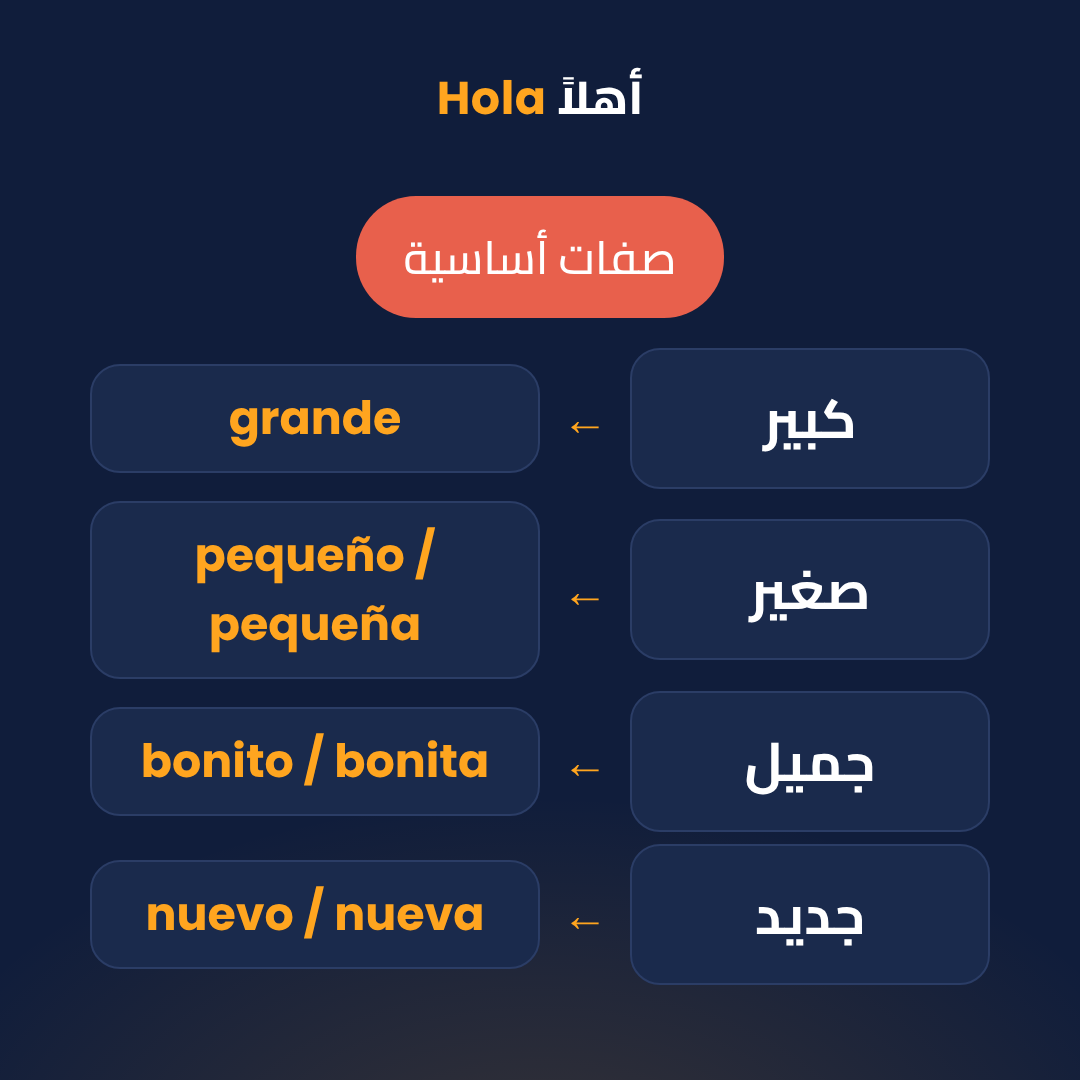 أهلاً Hola
صفات أساسية
كبير ← grande
صغير ← pequeño /
pequeña
جميل ← bonito / bonita
جديد ← nuevo / nueva